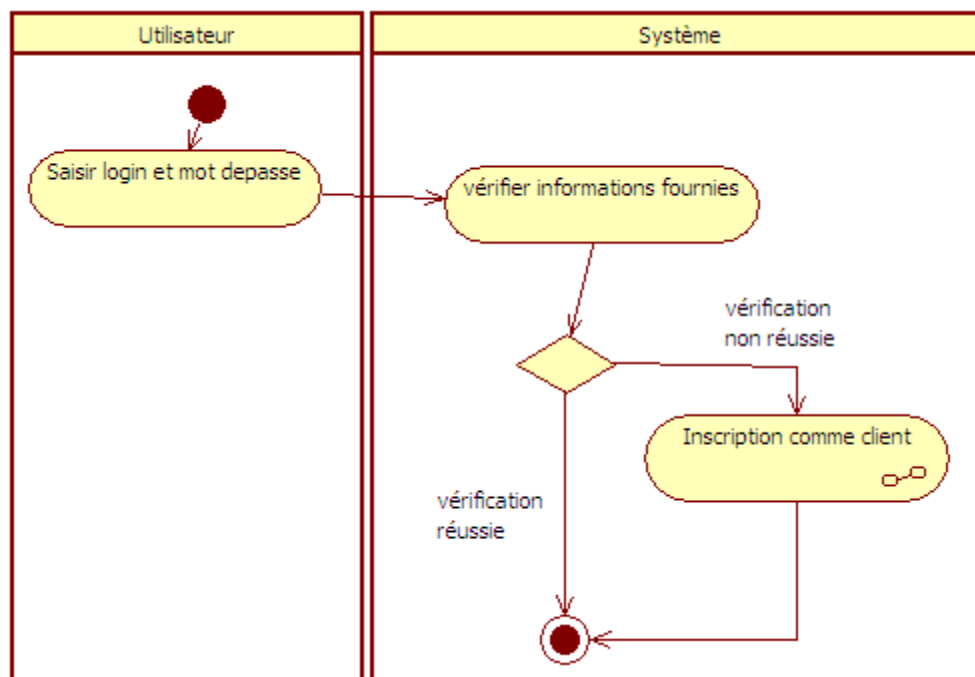 Utilisateur
Système
Saisir login et mot depasse
vérifier informations fournies
vérification
non réussie
Inscription comme client
vérification
réussie